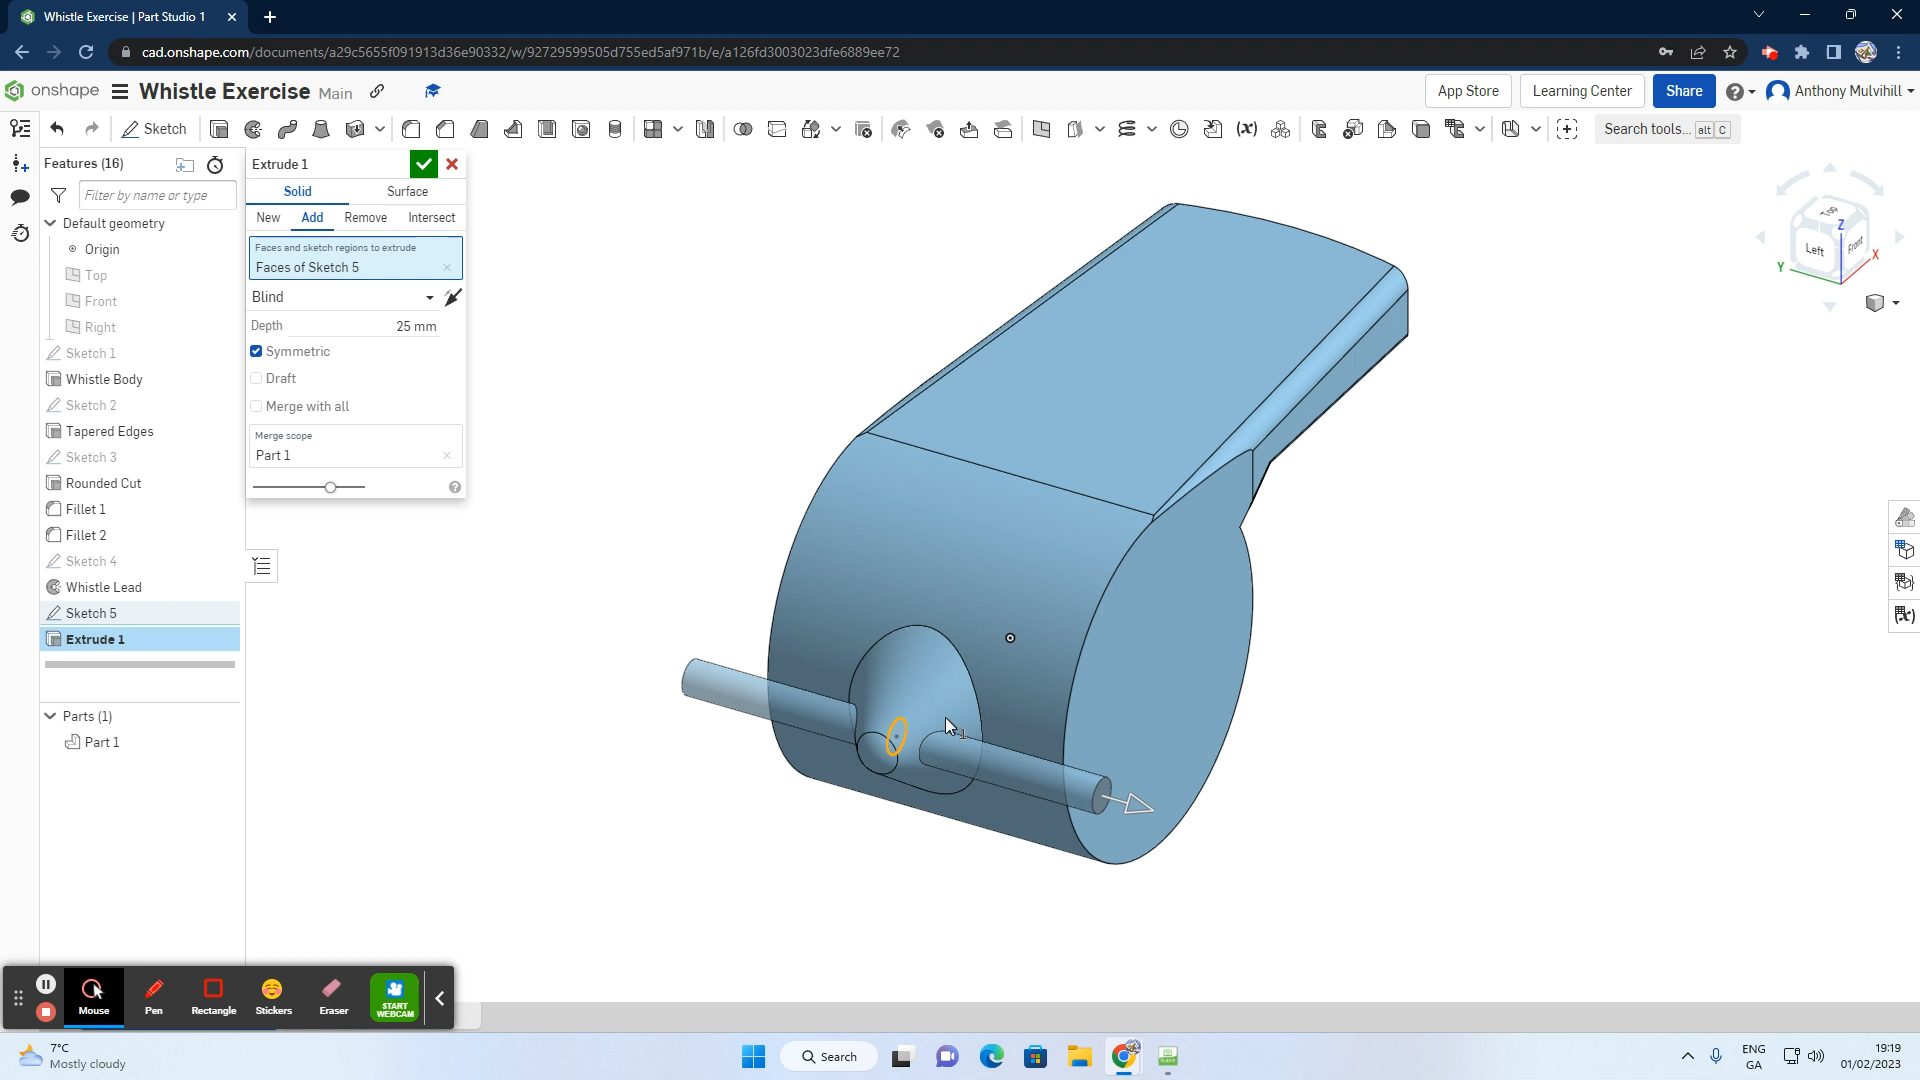 Whistle Exercise | Part Studio 1
cad.onshape.com/documents/a29c5655f091913d36e90332/w/92729599505d755ed5af971b/e/a126fd3003023dfe6889ee72
onshape Whistle Exercise Main
App Store Learning Center Share Anthony Mulvihill
Sketch
Search tools... alt C
Features (16)
Filter by name or type
Default geometry
Origin
Top
Front
Right
Sketch 1
Whistle Body
Sketch 2
Tapered Edges
Sketch 3
Rounded Cut
Fillet 1
Fillet 2
Sketch 4
Whistle Lead
Sketch 5
Extrude 1
Parts (1)
Part 1
Extrude 1
Solid Surface
New Add Remove Intersect
Faces and sketch regions to extrude
Faces of Sketch 5
Blind
Depth 25 mm
Symmetric
Draft
Merge with all
Merge scope
Part 1
1
Top
Z
Left Front
X
Y
Mouse Pen Rectangle Stickers Eraser START WEBCAM
7°C
Mostly cloudy
Search
ENG
GA
19:19
01/02/2023